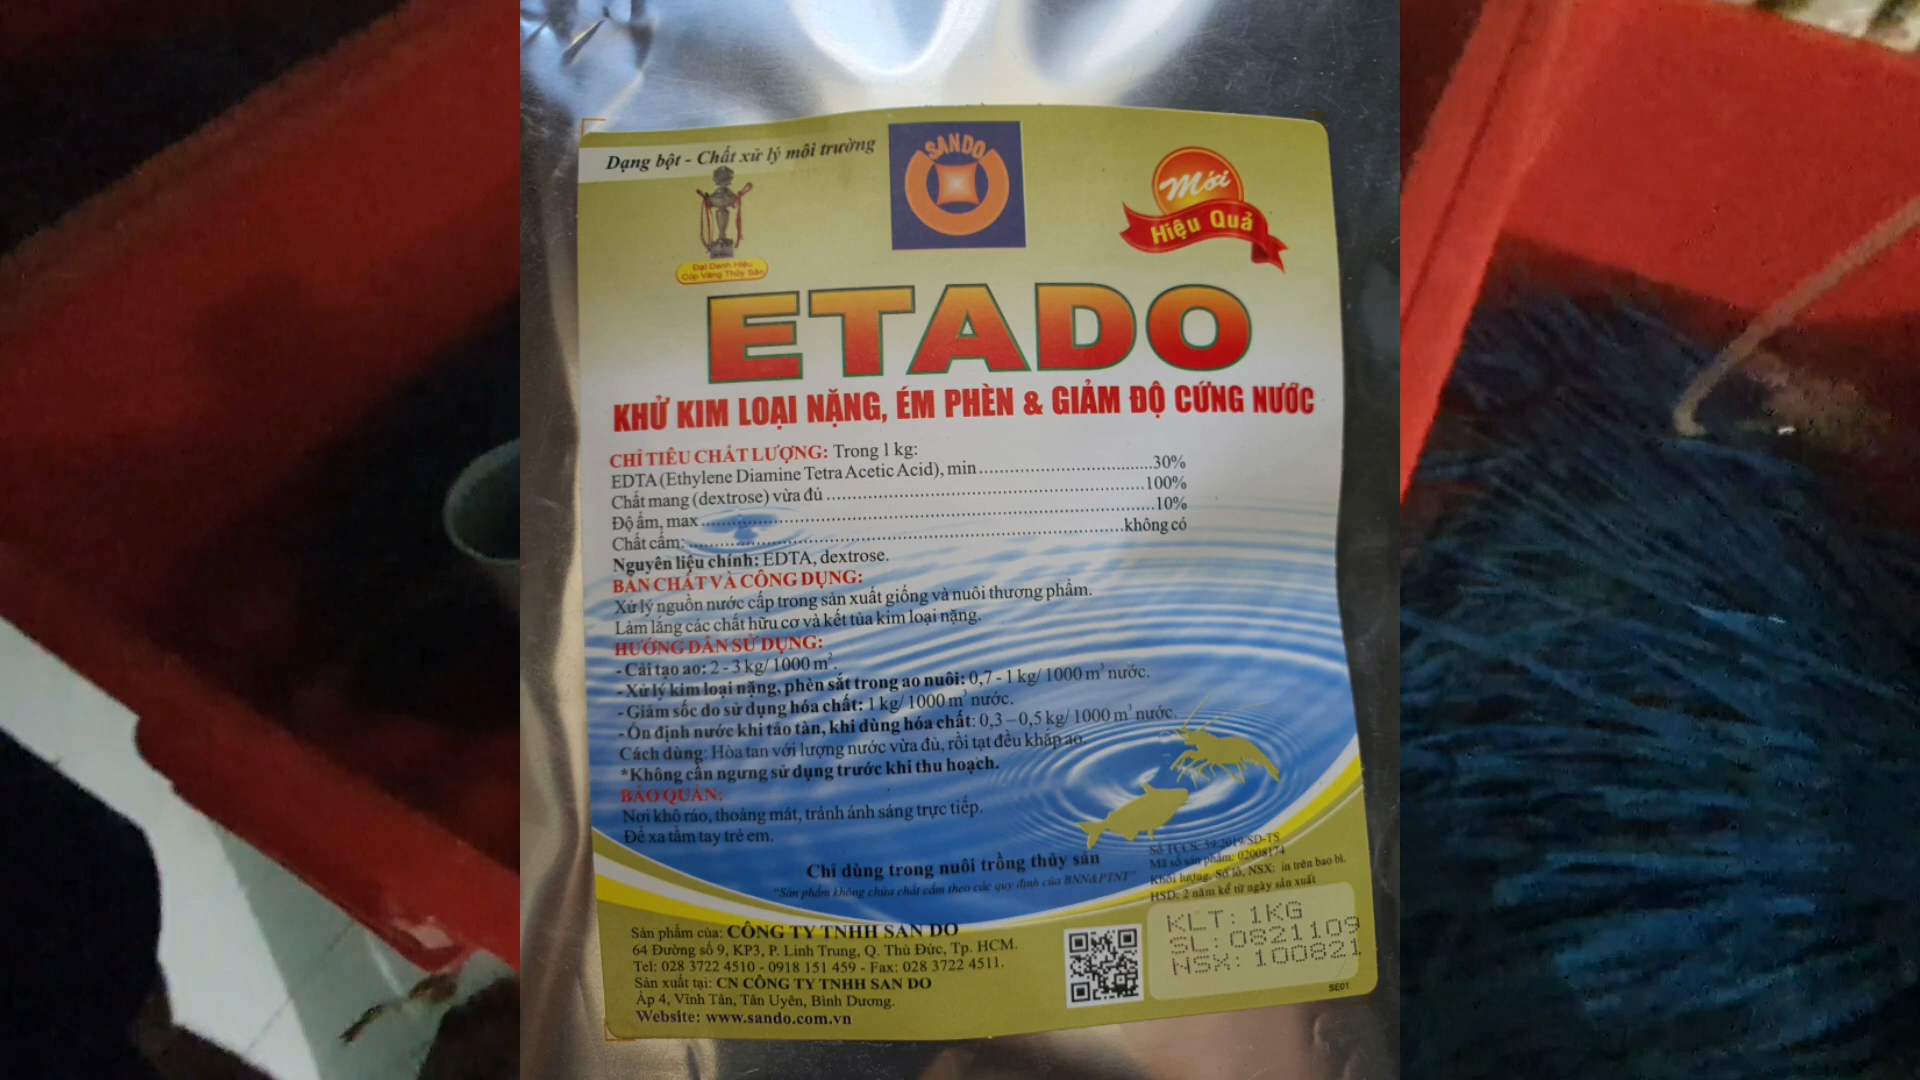 Dạng bột - Chất xử lý môi trường
SANDO
Mới
Hiệu Quả
Đạt Danh Hiệu
Cúp Vàng Thủy Sản
ETADO
KHỬ KIM LOẠI NẶNG, ÉM PHÈN & GIẢM ĐỘ CỨNG NƯỚC
CHỈ TIÊU CHẤT LƯỢNG: Trong 1 kg:
EDTA (Ethylene Diamine Tetra Acetic Acid), min................................30%
Chất mang (dextrose) vừa đủ ................................100%
Độ ẩm, max................................10%
Chất cấm: ................................không có
Nguyên liệu chính: EDTA, dextrose.
BẢN CHẤT VÀ CÔNG DỤNG:
Xử lý nguồn nước cấp trong sản xuất giống và nuôi thương phẩm.
Làm lắng các chất hữu cơ và kết tủa kim loại nặng.
HƯỚNG DẪN SỬ DỤNG:
- Cải tạo ao: 2 - 3 kg/ 1000 m².
- Xử lý kim loại nặng, phèn sắt trong ao nuôi: 0,7 - 1 kg/ 1000 m³ nước.
- Giảm sốc do sử dụng hóa chất: 1 kg/ 1000 m³ nước.
- Ổn định nước khi tảo tàn, khi dùng hóa chất: 0,3 – 0,5 kg/ 1000 m³ nước.
Cách dùng: Hòa tan với lượng nước vừa đủ, rồi tạt đều khắp ao.
*Không cần ngưng sử dụng trước khi thu hoạch.
BẢO QUẢN:
Nơi khô ráo, thoáng mát, tránh ánh sáng trực tiếp.
Để xa tầm tay trẻ em.
Chỉ dùng trong nuôi trồng thủy sản
"Sản phẩm không chứa chất cấm theo các quy định của BNN&PTNT"
Số TCCS: 39:2019/SD-TS
Mã số sản phẩm: 02008174
Khối lượng, Số lô, NSX: in trên bao bì.
HSD: 2 năm kể từ ngày sản xuất
KLT: 1KG
SL: 0821109
NSX: 100821
SE01
Sản phẩm của: CÔNG TY TNHH SAN DO
64 Đường số 9, KP3, P. Linh Trung, Q. Thủ Đức, Tp. HCM.
Tel: 028 3722 4510 - 0918 151 459 - Fax: 028 3722 4511.
Sản xuất tại: CN CÔNG TY TNHH SAN DO
Ấp 4, Vĩnh Tân, Tân Uyên, Bình Dương.
Website: www.sando.com.vn